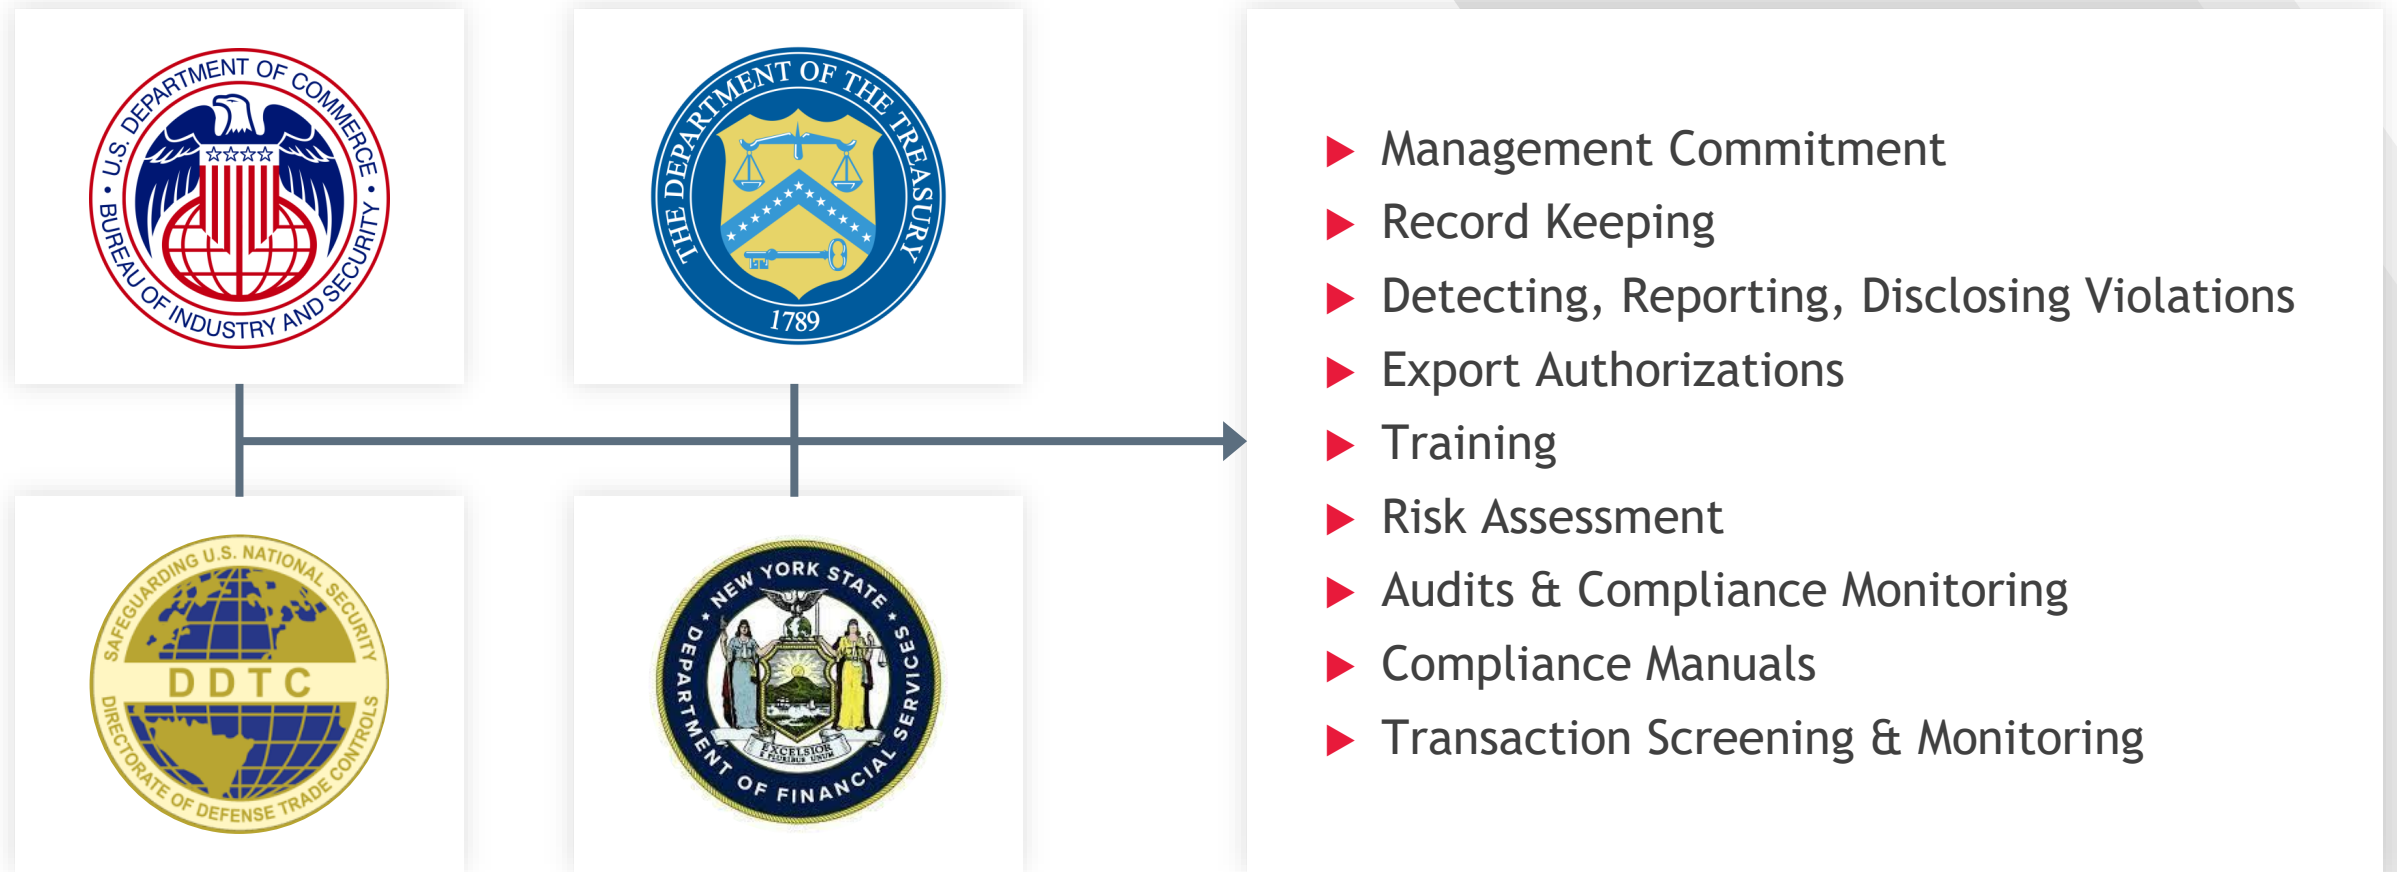 U.S. DEPARTMENT OF COMMERCE
BUREAU OF INDUSTRY AND SECURITY
THE DEPARTMENT OF THE TREASURY
1789
SAFEGUARDING U.S. NATIONAL SECURITY
DDTC
DIRECTORATE OF DEFENSE TRADE CONTROLS
NEW YORK STATE
DEPARTMENT OF FINANCIAL SERVICES
EXCELSIOR
E PLURIBUS UNUM
Management Commitment
Record Keeping
Detecting, Reporting, Disclosing Violations
Export Authorizations
Training
Risk Assessment
Audits & Compliance Monitoring
Compliance Manuals
Transaction Screening & Monitoring